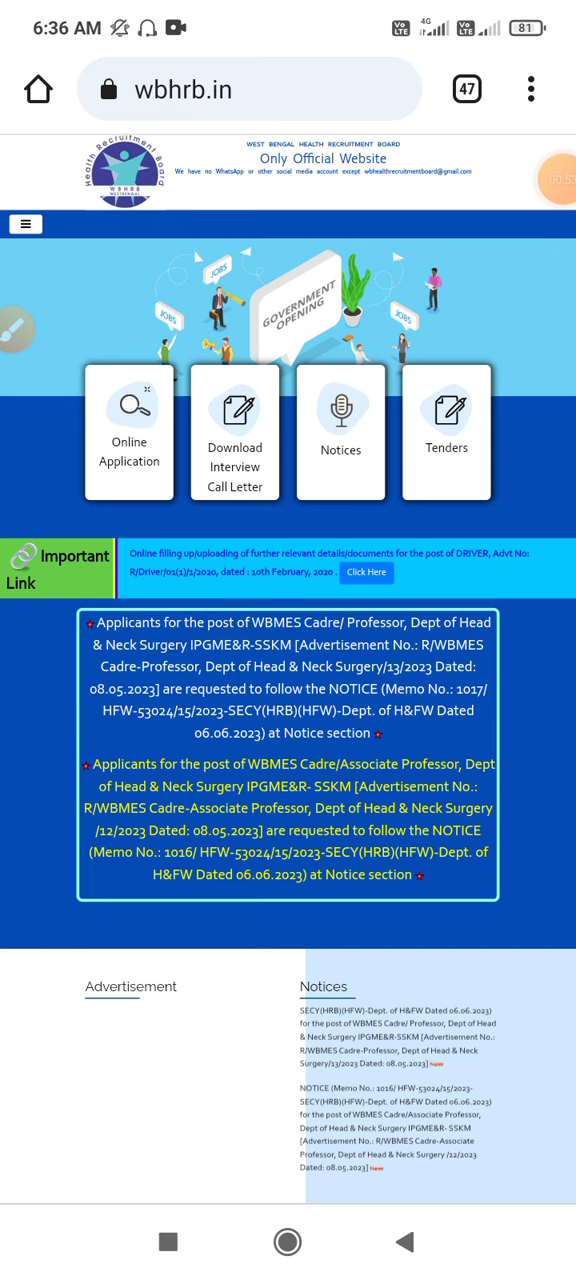 6:36 AM
4G
Vo LTE
Vo LTE
81
wbhrb.in
47
Health Recruitment Board
WBHRB
WEST BENGAL HEALTH RECRUITMENT BOARD
Only Official Website
We have no WhatsApp or other social media account except wbhealthrecruitmentboard@gmail.com
00:53
JOBS
JOBS
GOVERNMENT
OPENING
JOBS
Online
Application
Download
Interview
Call Letter
Notices
Tenders
Important
Link
Online filling up/uploading of further relevant details/documents for the post of DRIVER, Advt No:
R/Driver/01(1)/1/2020, dated : 10th February, 2020 . Click Here
Applicants for the post of WBMES Cadre/ Professor, Dept of Head
& Neck Surgery IPGME&R-SSKM [Advertisement No.: R/WBMES
Cadre-Professor, Dept of Head & Neck Surgery/13/2023 Dated:
08.05.2023] are requested to follow the NOTICE (Memo No.: 1017/
HFW-53024/15/2023-SECY(HRB)(HFW)-Dept. of H&FW Dated
06.06.2023) at Notice section
Applicants for the post of WBMES Cadre/Associate Professor, Dept
of Head & Neck Surgery IPGME&R- SSKM [Advertisement No.:
R/WBMES Cadre-Associate Professor, Dept of Head & Neck Surgery
/12/2023 Dated: 08.05.2023] are requested to follow the NOTICE
(Memo No.: 1016/ HFW-53024/15/2023-SECY(HRB)(HFW)-Dept. of
H&FW Dated 06.06.2023) at Notice section
Advertisement
Notices
SECY(HRB)(HFW)-Dept. of H&FW Dated 06.06.2023)
for the post of WBMES Cadre/ Professor, Dept of Head
& Neck Surgery IPGME&R-SSKM [Advertisement No.:
R/WBMES Cadre-Professor, Dept of Head & Neck
Surgery/13/2023 Dated: 08.05.2023] New
NOTICE (Memo No.: 1016/ HFW-53024/15/2023-
SECY(HRB)(HFW)-Dept. of H&FW Dated 06.06.2023)
for the post of WBMES Cadre/Associate Professor,
Dept of Head & Neck Surgery IPGME&R- SSKM
[Advertisement No.: R/WBMES Cadre-Associate
Professor, Dept of Head & Neck Surgery /12/2023
Dated: 08.05.2023] New